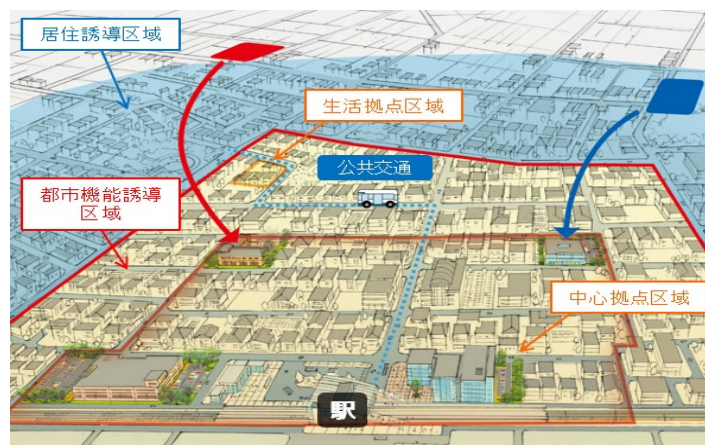 居住誘導区域
生活拠点区域
公共交通
都市機能誘導
区域
中心拠点区域
駅